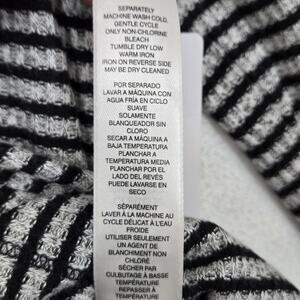 SEPARATELY
MACHINE WASH COLD,
GENTLE CYCLE
ONLY NON-CHLORINE
BLEACH
TUMBLE DRY LOW
WARM IRON
IRON ON REVERSE SIDE
MAY BE DRY CLEANED
POR SEPARADO
LAVAR A MÁQUINA CON
AGUA FRÍA EN CICLO
SUAVE
SOLAMENTE
BLANQUEADOR SIN
CLORO
SECAR A MÁQUINA A
BAJA TEMPERATURA
PLANCHAR A
TEMPERATURA MEDIA
PLANCHAR POR EL
LADO DEL REVÉS
PUEDE LAVARSE EN
SECO
SÉPARÉMENT
LAVER À LA MACHINE AU
CYCLE DÉLICAT À L'EAU
FROIDE
UTILISER SEULEMENT
UN AGENT DE
BLANCHIMENT NON
CHLORÉ
SÉCHER PAR
CULBUTAGE À BASSE
TEMPÉRATURE
REPASSER À
TEMPÉRATURE